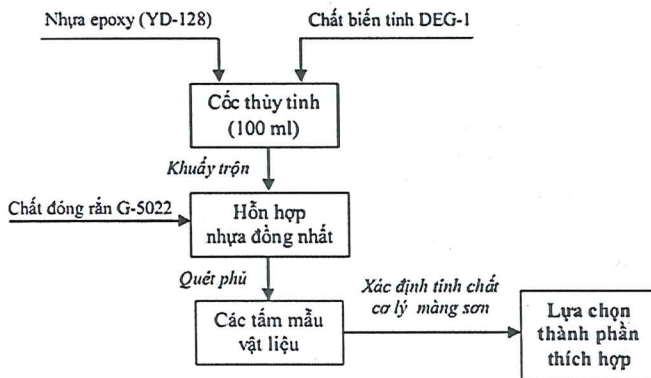 Nhựa epoxy (YD-128)
Chất biến tính DEG-1
Cốc thủy tinh
(100 ml)
Khuấy trộn
Chất đóng rắn G-5022
Hỗn hợp
nhựa đồng nhất
Quét phủ
Xác định tính chất
cơ lý màng sơn
Các tấm mẫu
vật liệu
Lựa chọn
thành phần
thích hợp